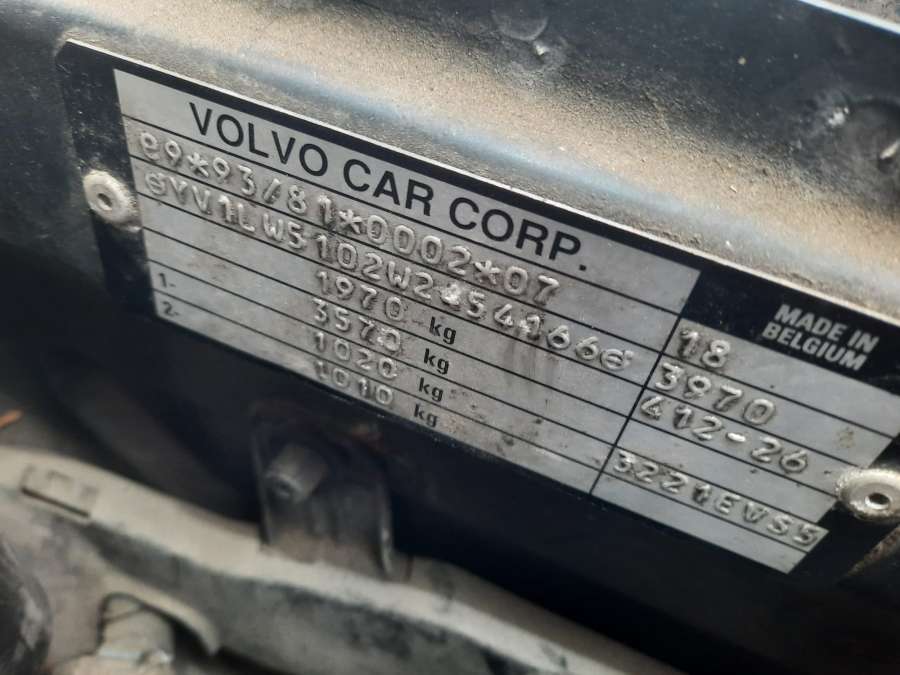 VOLVO CAR CORP.
e9*93/81*0002*07
YV1LW5102W2454166
1970 kg
3570 kg
1- 1020 kg
2- 1010 kg
MADE IN
BELGIUM
18
3970
412-26
3221EVS5